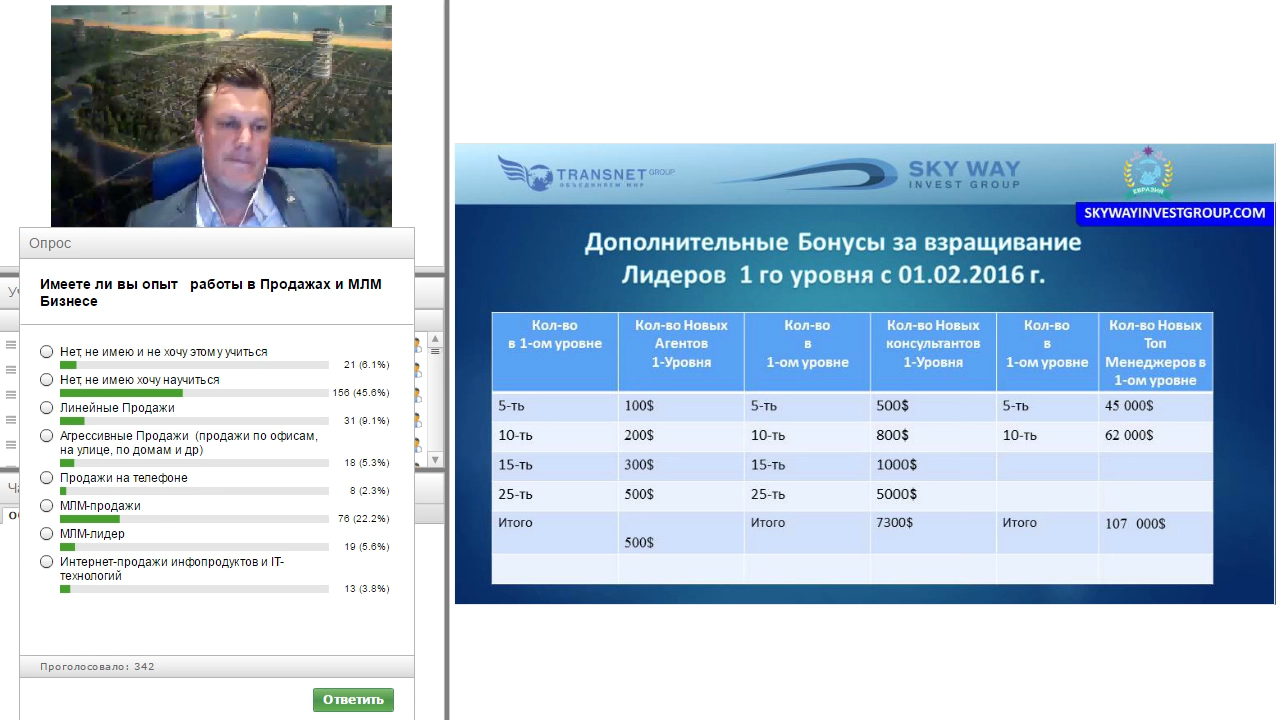 Опрос
Имеете ли вы опыт   работы в Продажах и МЛМ
Бизнесе
Нет, не имею и не хочу этому учиться
21 (6.1%)
Нет, не имею хочу научиться
156 (45.6%)
Линейные Продажи
31 (9.1%)
Агрессивные Продажи  (продажи по офисам,
на улице, по домам и др)
18 (5.3%)
Продажи на телефоне
8 (2.3%)
МЛМ-продажи
76 (22.2%)
МЛМ-лидер
19 (5.6%)
Интернет-продажи инфопродуктов и IT-
технологий
13 (3.8%)
Проголосовало: 342
Ответить
TRANSNET GROUP
ОБЪЕДИНЯЕМ МИР
SKY WAY
INVEST GROUP
ЕВРАЗИЯ
SKYWAYINVESTGROUP.COM
Дополнительные Бонусы за взращивание
Лидеров  1 го уровня с 01.02.2016 г.
Кол-во
в 1-ом уровне
Кол-во Новых
Агентов
1-Уровня
Кол-во
в
1-ом уровне
Кол-во Новых
консультантов
1-Уровня
Кол-во
в
1-ом уровне
Кол-во Новых
Топ
Менеджеров в
1-ом уровне
5-ть 100$ 5-ть 500$ 5-ть 45 000$
10-ть 200$ 10-ть 800$ 10-ть 62 000$
15-ть 300$ 15-ть 1000$
25-ть 500$ 25-ть 5000$
Итого 500$ Итого 7300$ Итого 107  000$